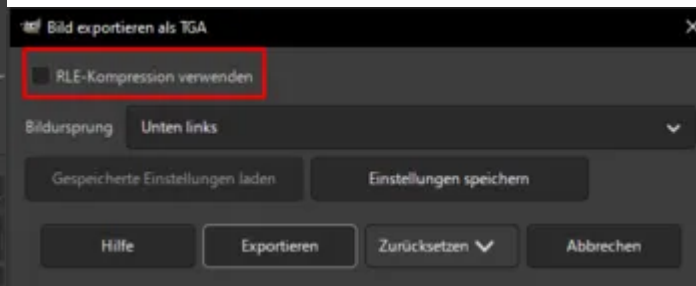 Bild exportieren als TGA
RLE-Kompression verwenden
Bildursprung Unten links
Gespeicherte Einstellungen laden Einstellungen speichern
Hilfe Exportieren Zurücksetzen Abbrechen